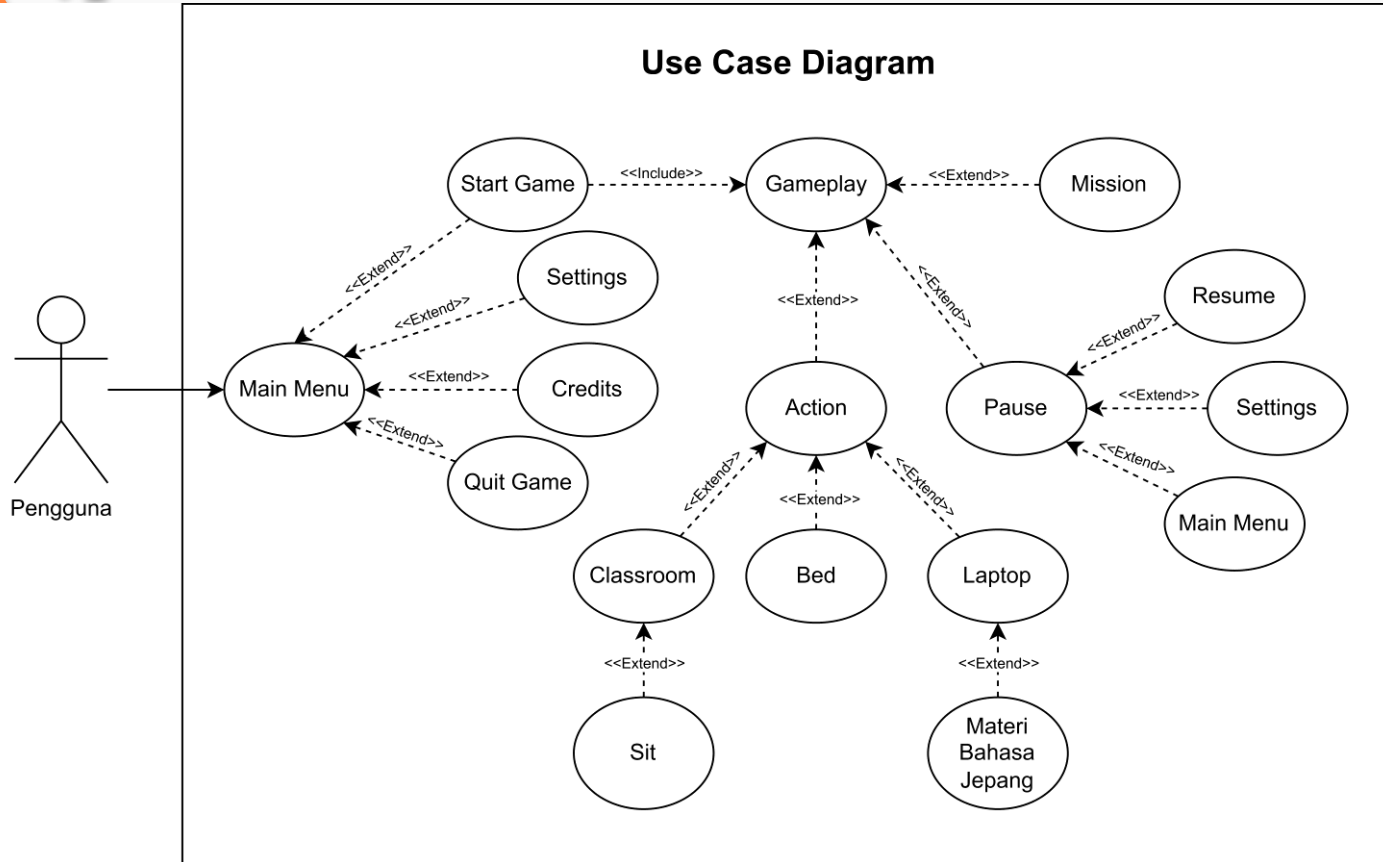 Use Case Diagram
Start Game
<<Include>>
Gameplay
<<Extend>>
Mission
<<Extend>>
Settings
<<Extend>>
<<Extend>>
<<Extend>>
Resume
<<Extend>>
Main Menu
<<Extend>>
Credits
Action
Pause
<<Extend>>
Settings
<<Extend>>
Quit Game
<<Extend>>
<<Extend>>
<<Extend>>
<<Extend>>
Main Menu
Pengguna
Classroom
Bed
Laptop
<<Extend>>
<<Extend>>
Sit
Materi
Bahasa
Jepang